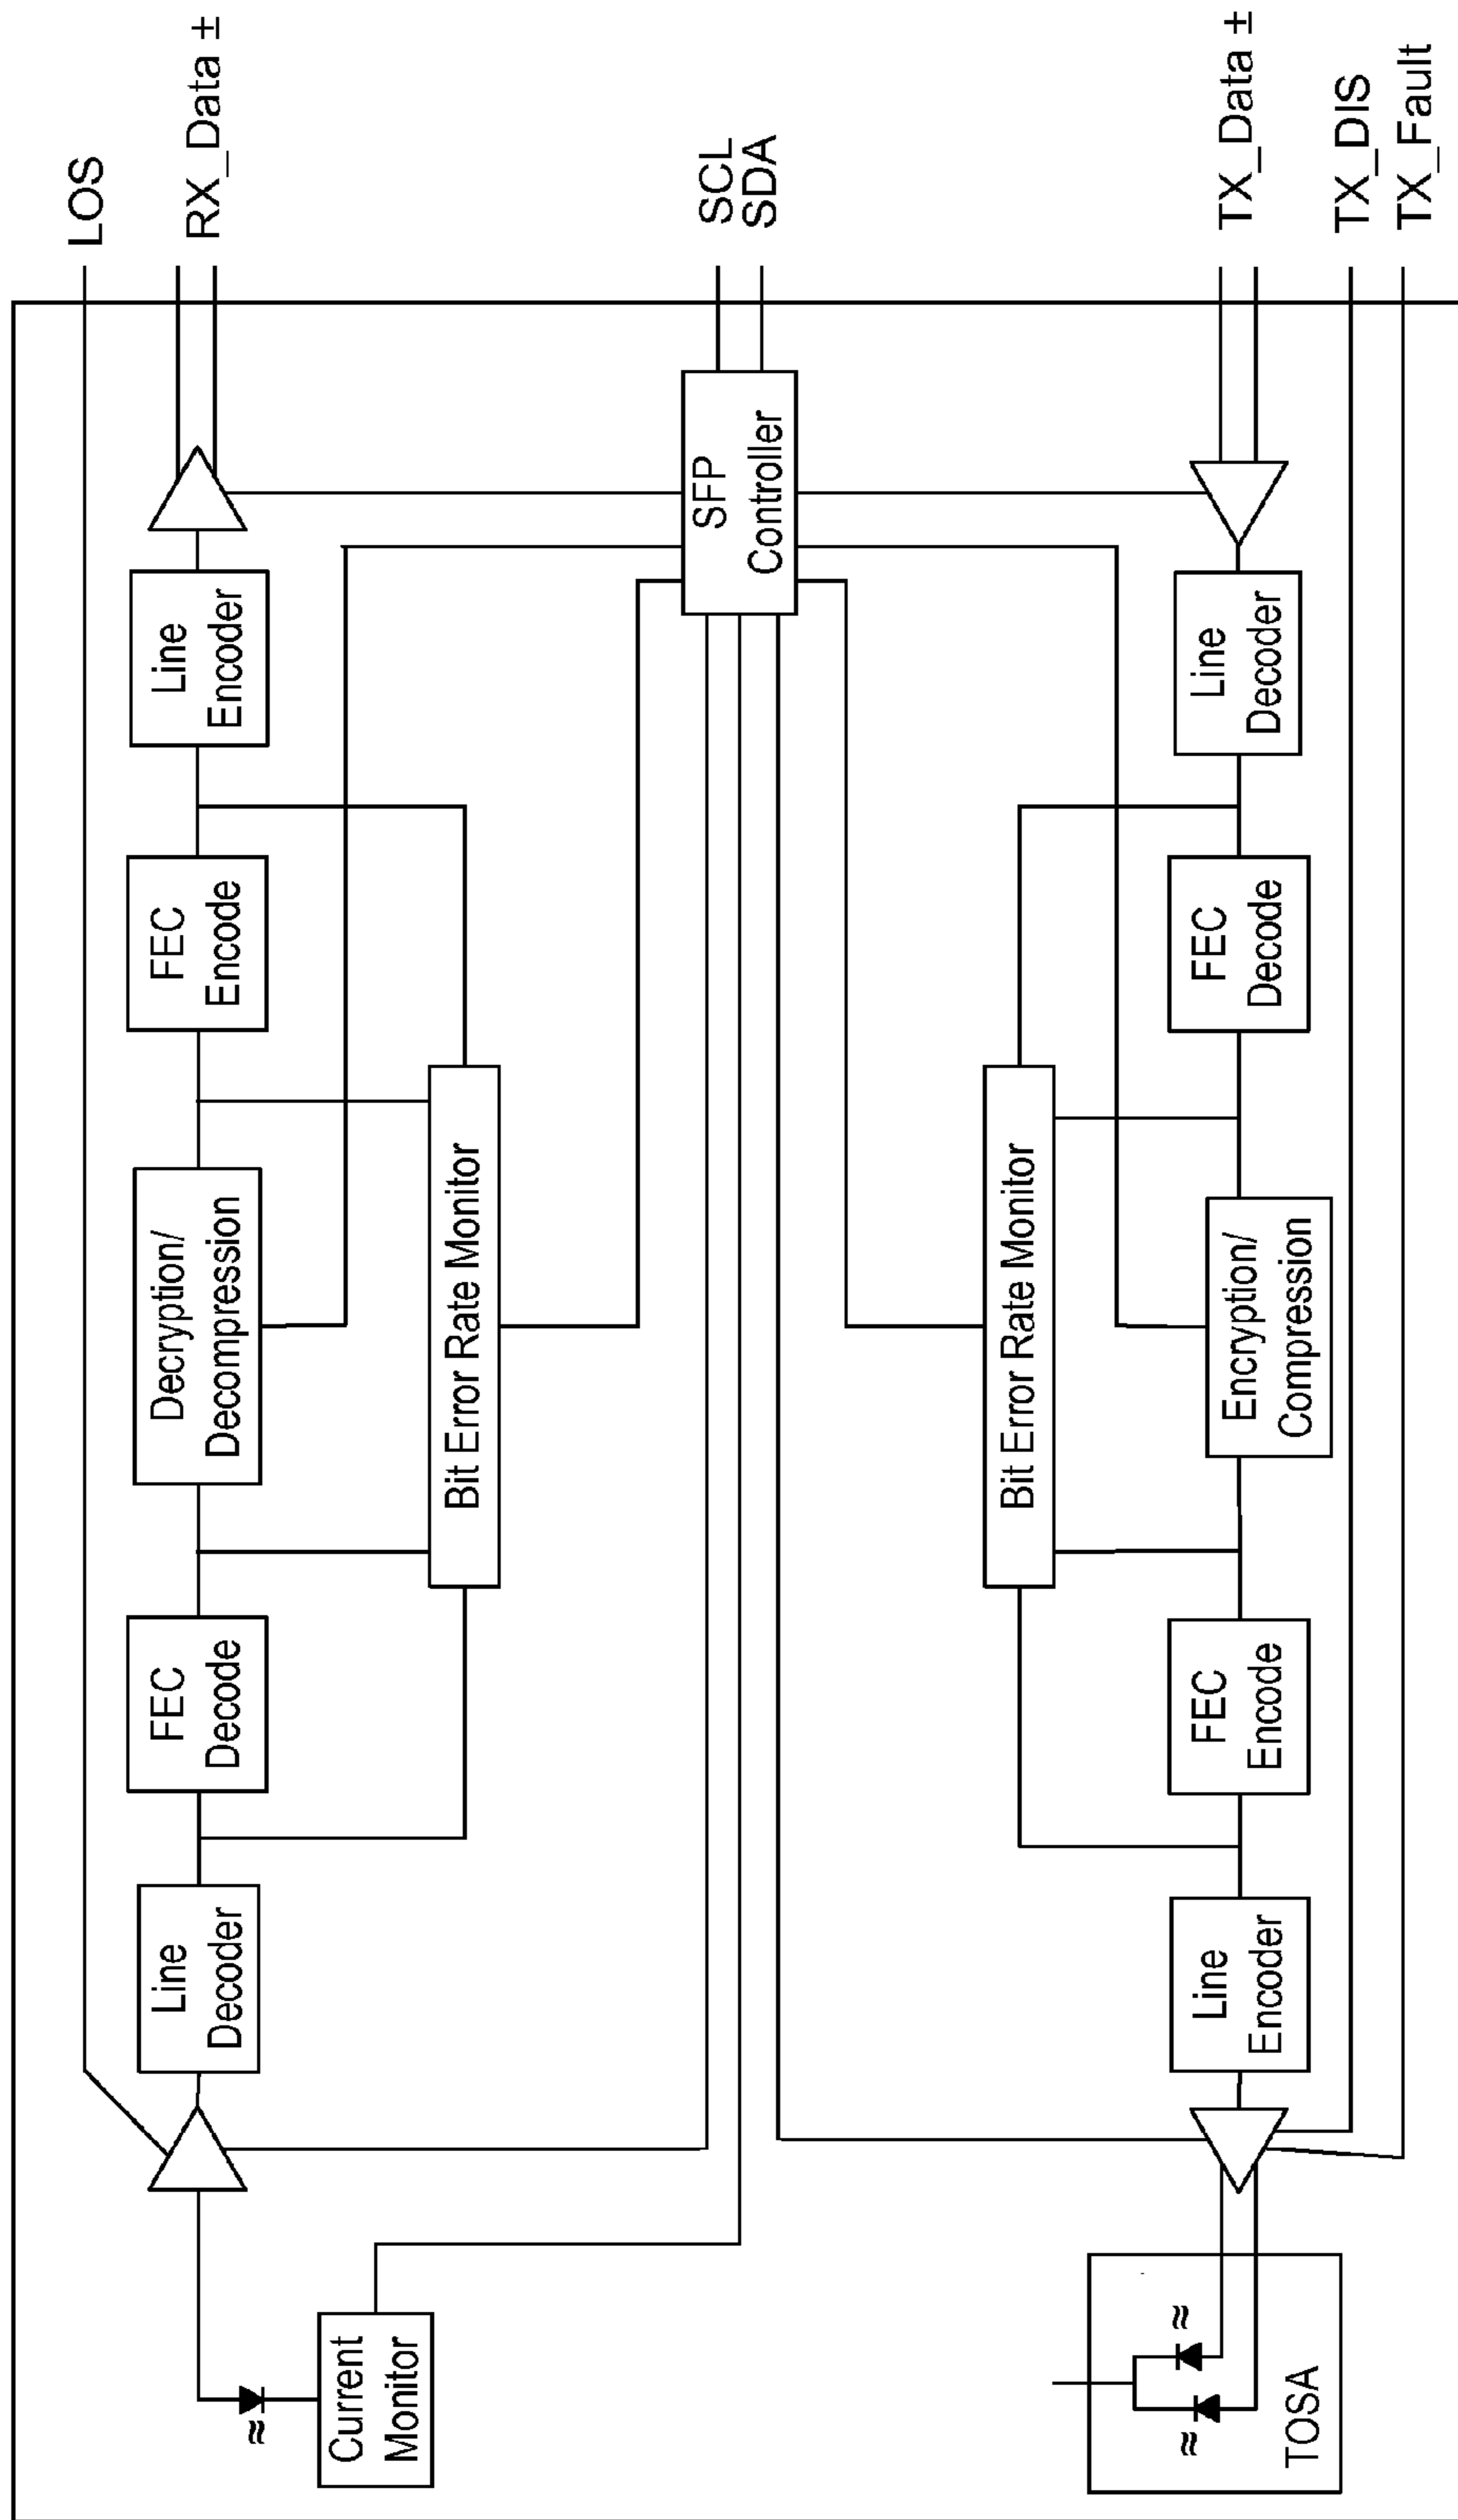 LOS
Line
Decoder
FEC
Decode
Decryption/
Decompression
FEC
Encode
Line
Encoder
RX_Data ±
Current
Monitor
Bit Error Rate Monitor
SFP
Controller
SCL
SDA
Bit Error Rate Monitor
TOSA
Line
Encoder
FEC
Encode
Encryption/
Compression
FEC
Decode
Line
Decoder
TX_Data ±
TX_DIS
TX_Fault